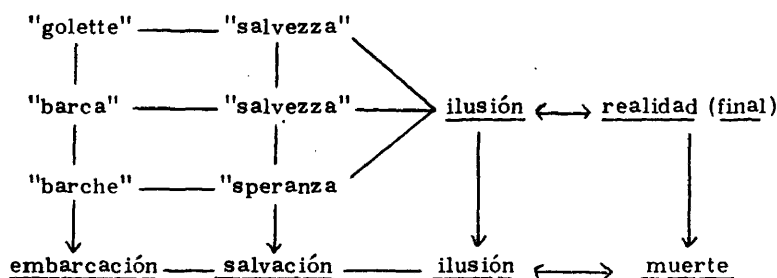 "golette" "salvezza"
"barca" "salvezza" ilusión realidad (final)
"barche" "speranza
embarcación salvación ilusión muerte